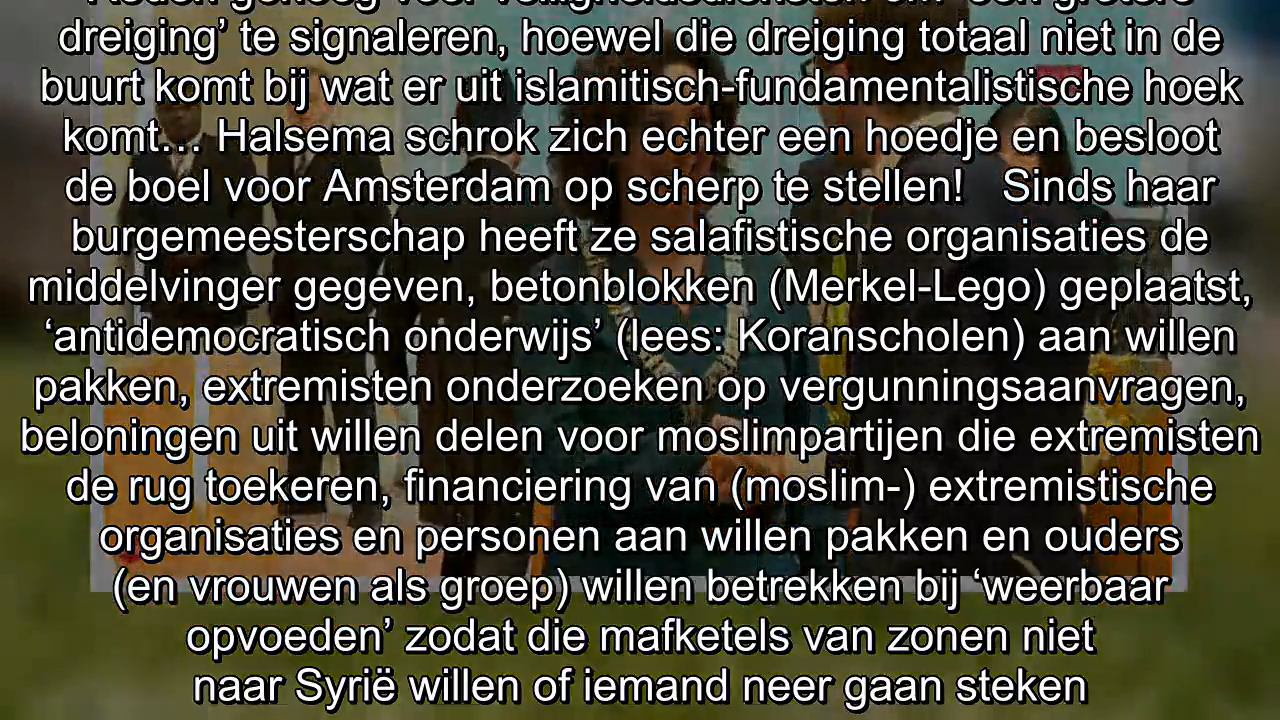 dreiging’ te signaleren, hoewel die dreiging totaal niet in de
buurt komt bij wat er uit islamitisch-fundamentalistische hoek
komt… Halsema schrok zich echter een hoedje en besloot
de boel voor Amsterdam op scherp te stellen!   Sinds haar
burgemeesterschap heeft ze salafistische organisaties de
middelvinger gegeven, betonblokken (Merkel-Lego) geplaatst,
‘antidemocratisch onderwijs’ (lees: Koranscholen) aan willen
pakken, extremisten onderzoeken op vergunningsaanvragen,
beloningen uit willen delen voor moslimpartijen die extremisten
de rug toekeren, financiering van (moslim-) extremistische
organisaties en personen aan willen pakken en ouders
(en vrouwen als groep) willen betrekken bij ‘weerbaar
opvoeden’ zodat die mafketels van zonen niet
naar Syrië willen of iemand neer gaan steken